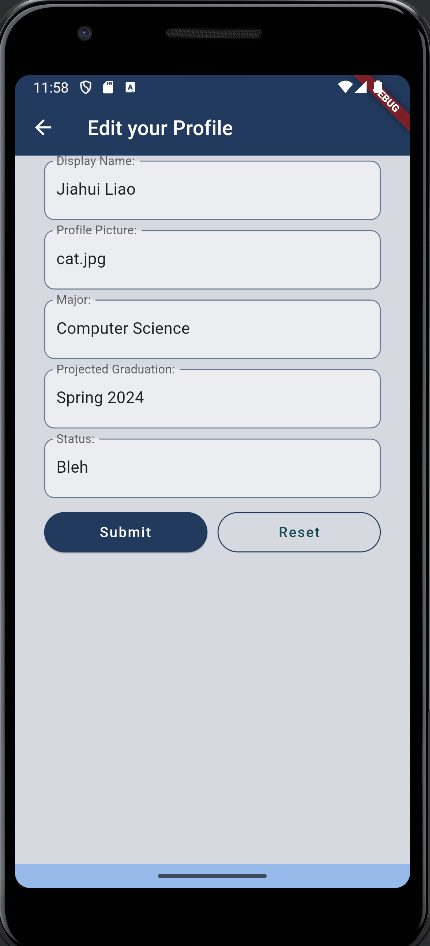 11:58
DEBUG
Edit your Profile
Display Name:
Jiahui Liao
Profile Picture:
cat.jpg
Major:
Computer Science
Projected Graduation:
Spring 2024
Status:
Bleh
Submit
Reset